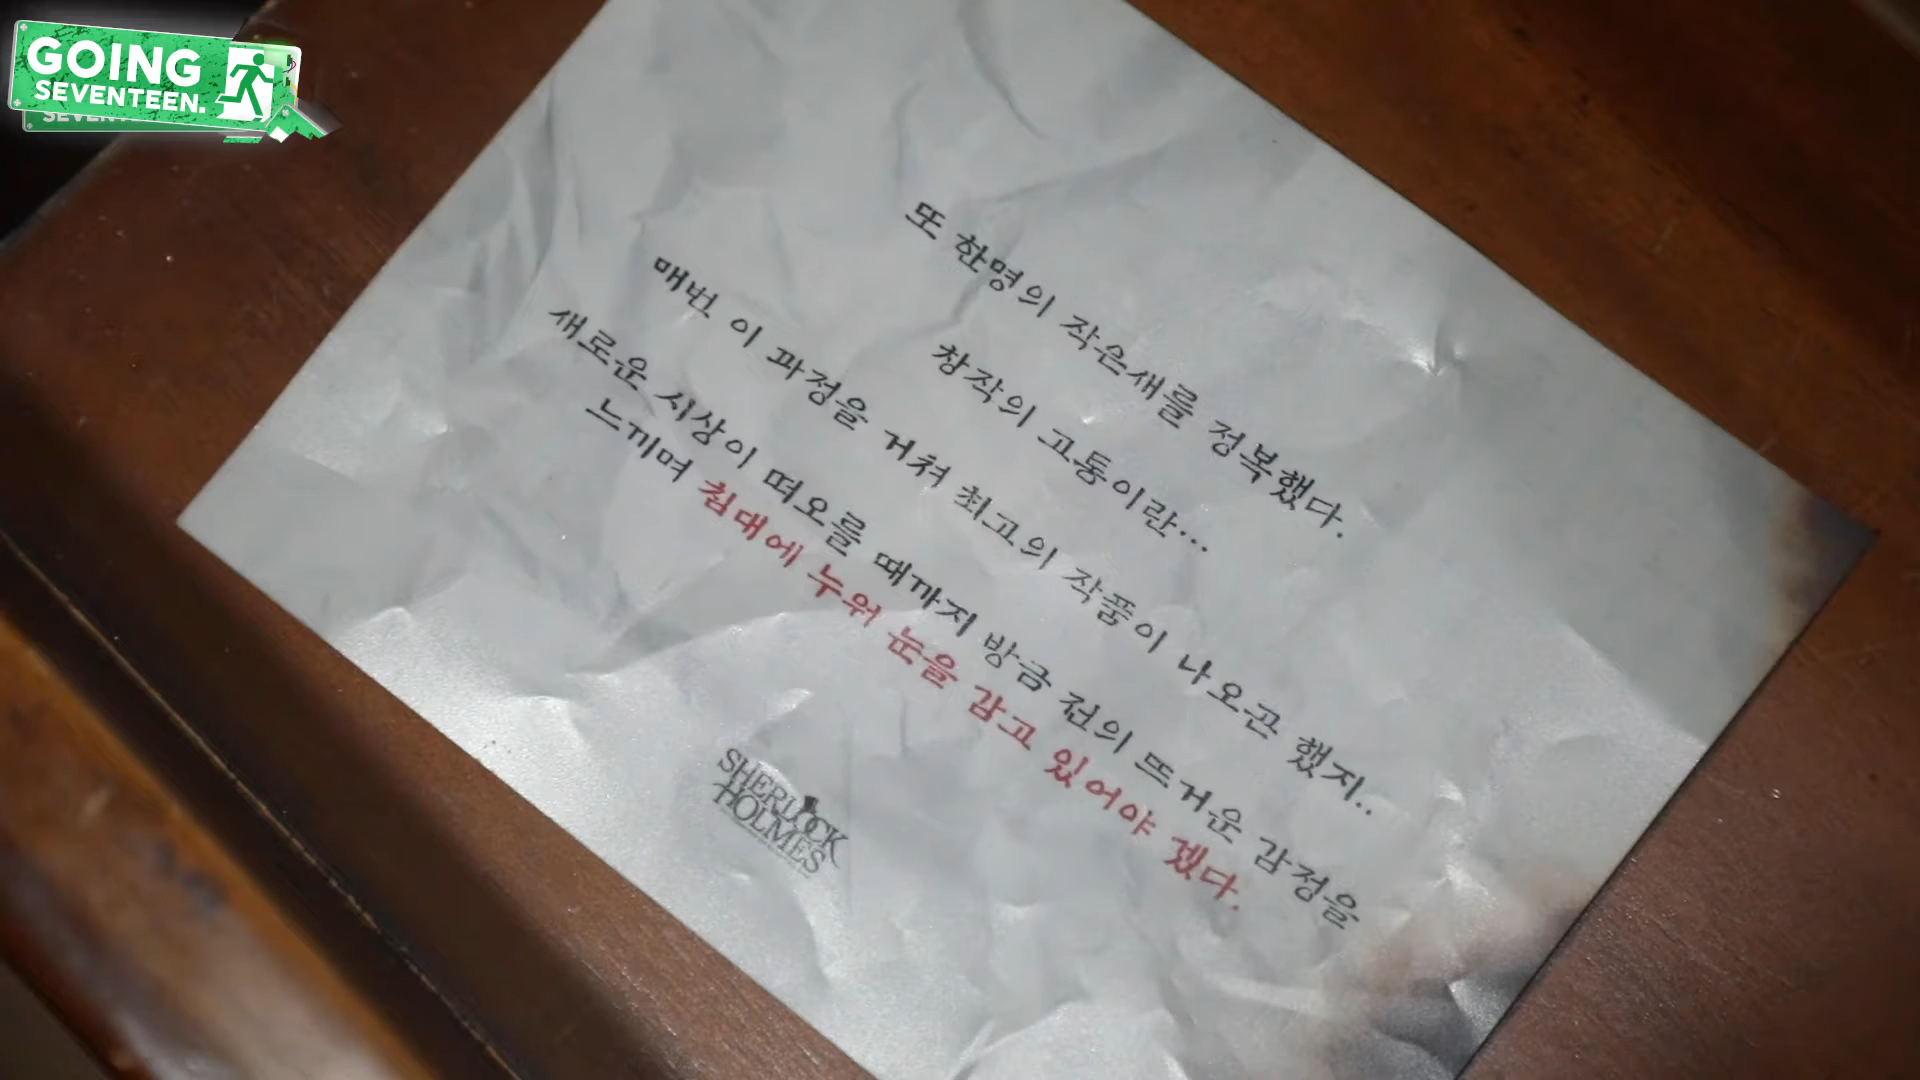 GOING
SEVENTEEN.
또 한명의 작은새를 정복했다.
창작의 고통이란...
매번 이 과정을 거쳐 최고의 작품이 나오곤 했지..
새로운 시상이 떠오를 때까지 방금 전의 뜨거운 감정을
느끼며 침대에 누워 눈을 감고 있어야 겠다.
SHERLOCK
HOLMES